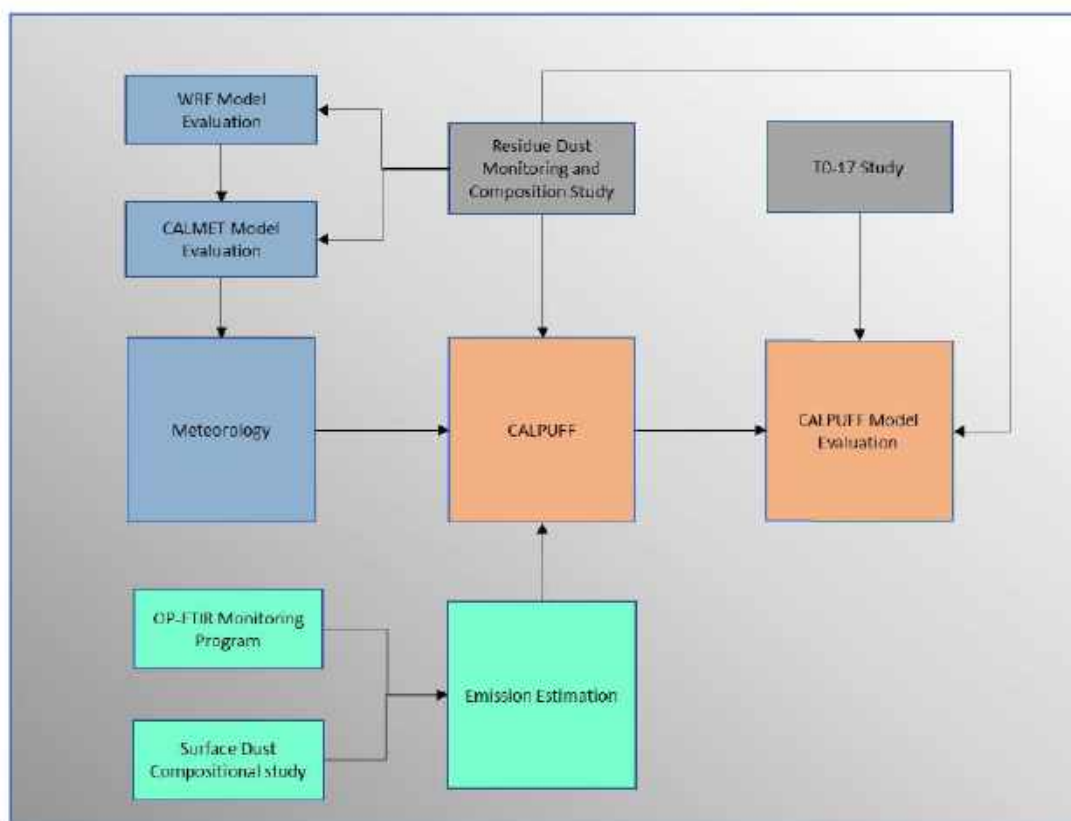 WRF Model
Evaluation
Residue Dust
Monitoring and
Composition Study
TO-17 Study
CALMET Model
Evaluation
Meteorology
CALPUFF
CALPUFF Model
Evaluation
OP-FTIR Monitoring
Program
Emission Estimation
Surface Dust
Compositional study